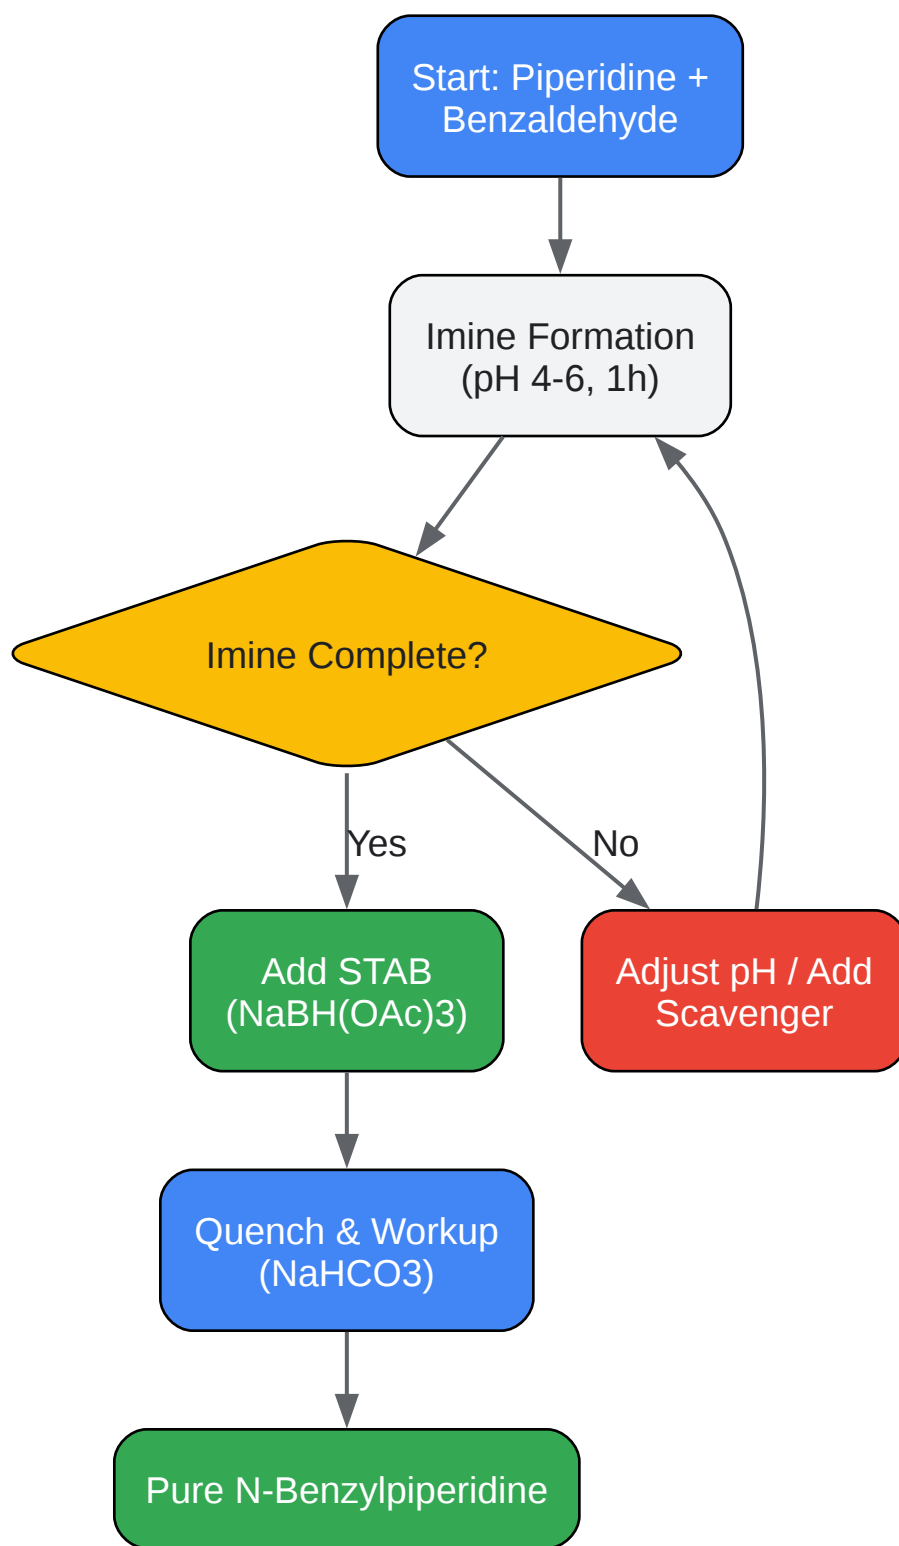 Start: Piperidine +
Benzaldehyde
Imine Formation
(pH 4-6, 1h)
Imine Complete?
Yes
No
Add STAB
(NaBH(OAc)3)
Adjust pH / Add
Scavenger
Quench & Workup
(NaHCO3)
Pure N-Benzylpiperidine